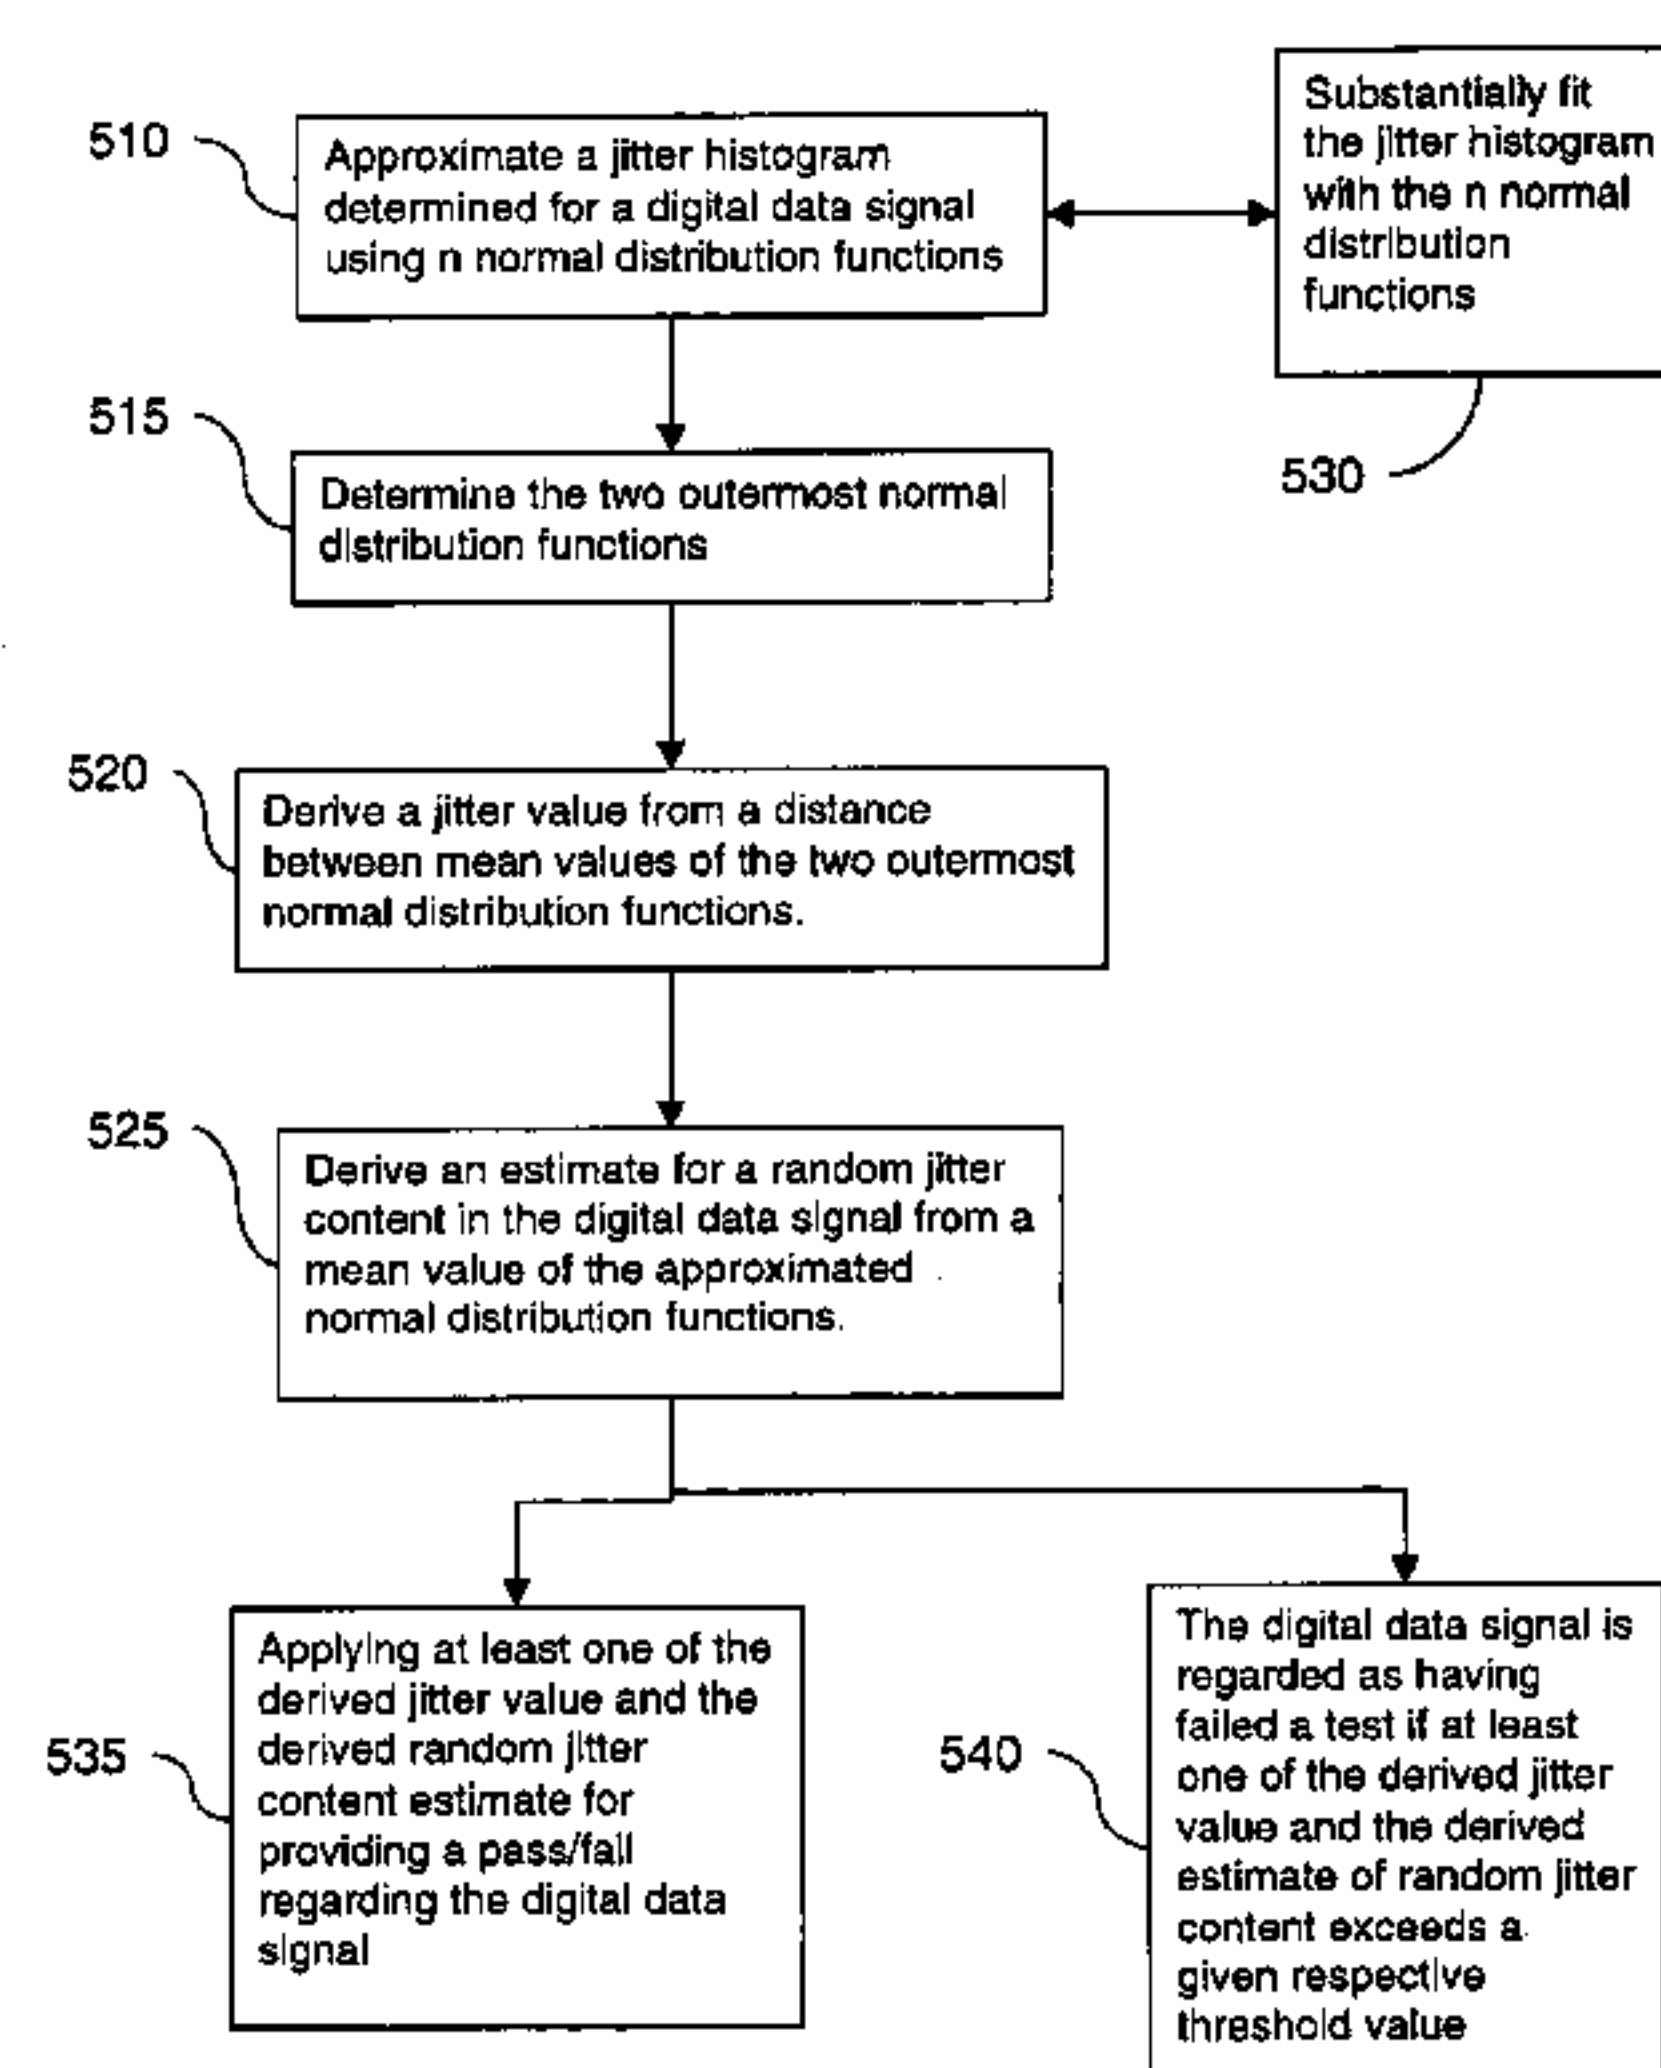 510
Approximate a jitter histogram
determined for a digital data signal
using n normal distribution functions
Substantially fit
the jitter histogram
with the n normal
distribution
functions
530
515
Determine the two outermost normal
distribution functions
520
Derive a jitter value from a distance
between mean values of the two outermost
normal distribution functions.
525
Derive an estimate for a random jitter
content in the digital data signal from a
mean value of the approximated
normal distribution functions.
535
Applying at least one of the
derived jitter value and the
derived random jitter
content estimate for
providing a pass/fail
regarding the digital data
signal
540
The digital data signal is
regarded as having
failed a test if at least
one of the derived jitter
value and the derived
estimate of random jitter
content exceeds a
given respective
threshold value